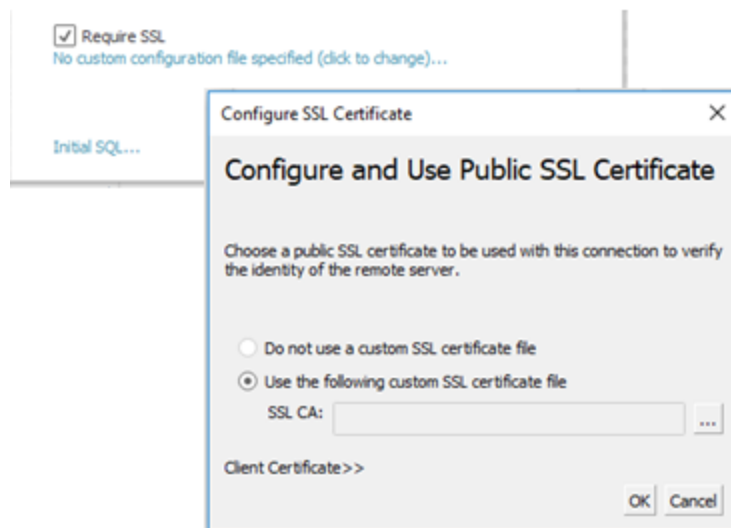 Require SSL
No custom configuration file specified (click to change)...
Initial SQL...
Configure SSL Certificate
Configure and Use Public SSL Certificate
Choose a public SSL certificate to be used with this connection to verify
the identity of the remote server.
Do not use a custom SSL certificate file
Use the following custom SSL certificate file
SSL CA:
...
Client Certificate>>
OK Cancel